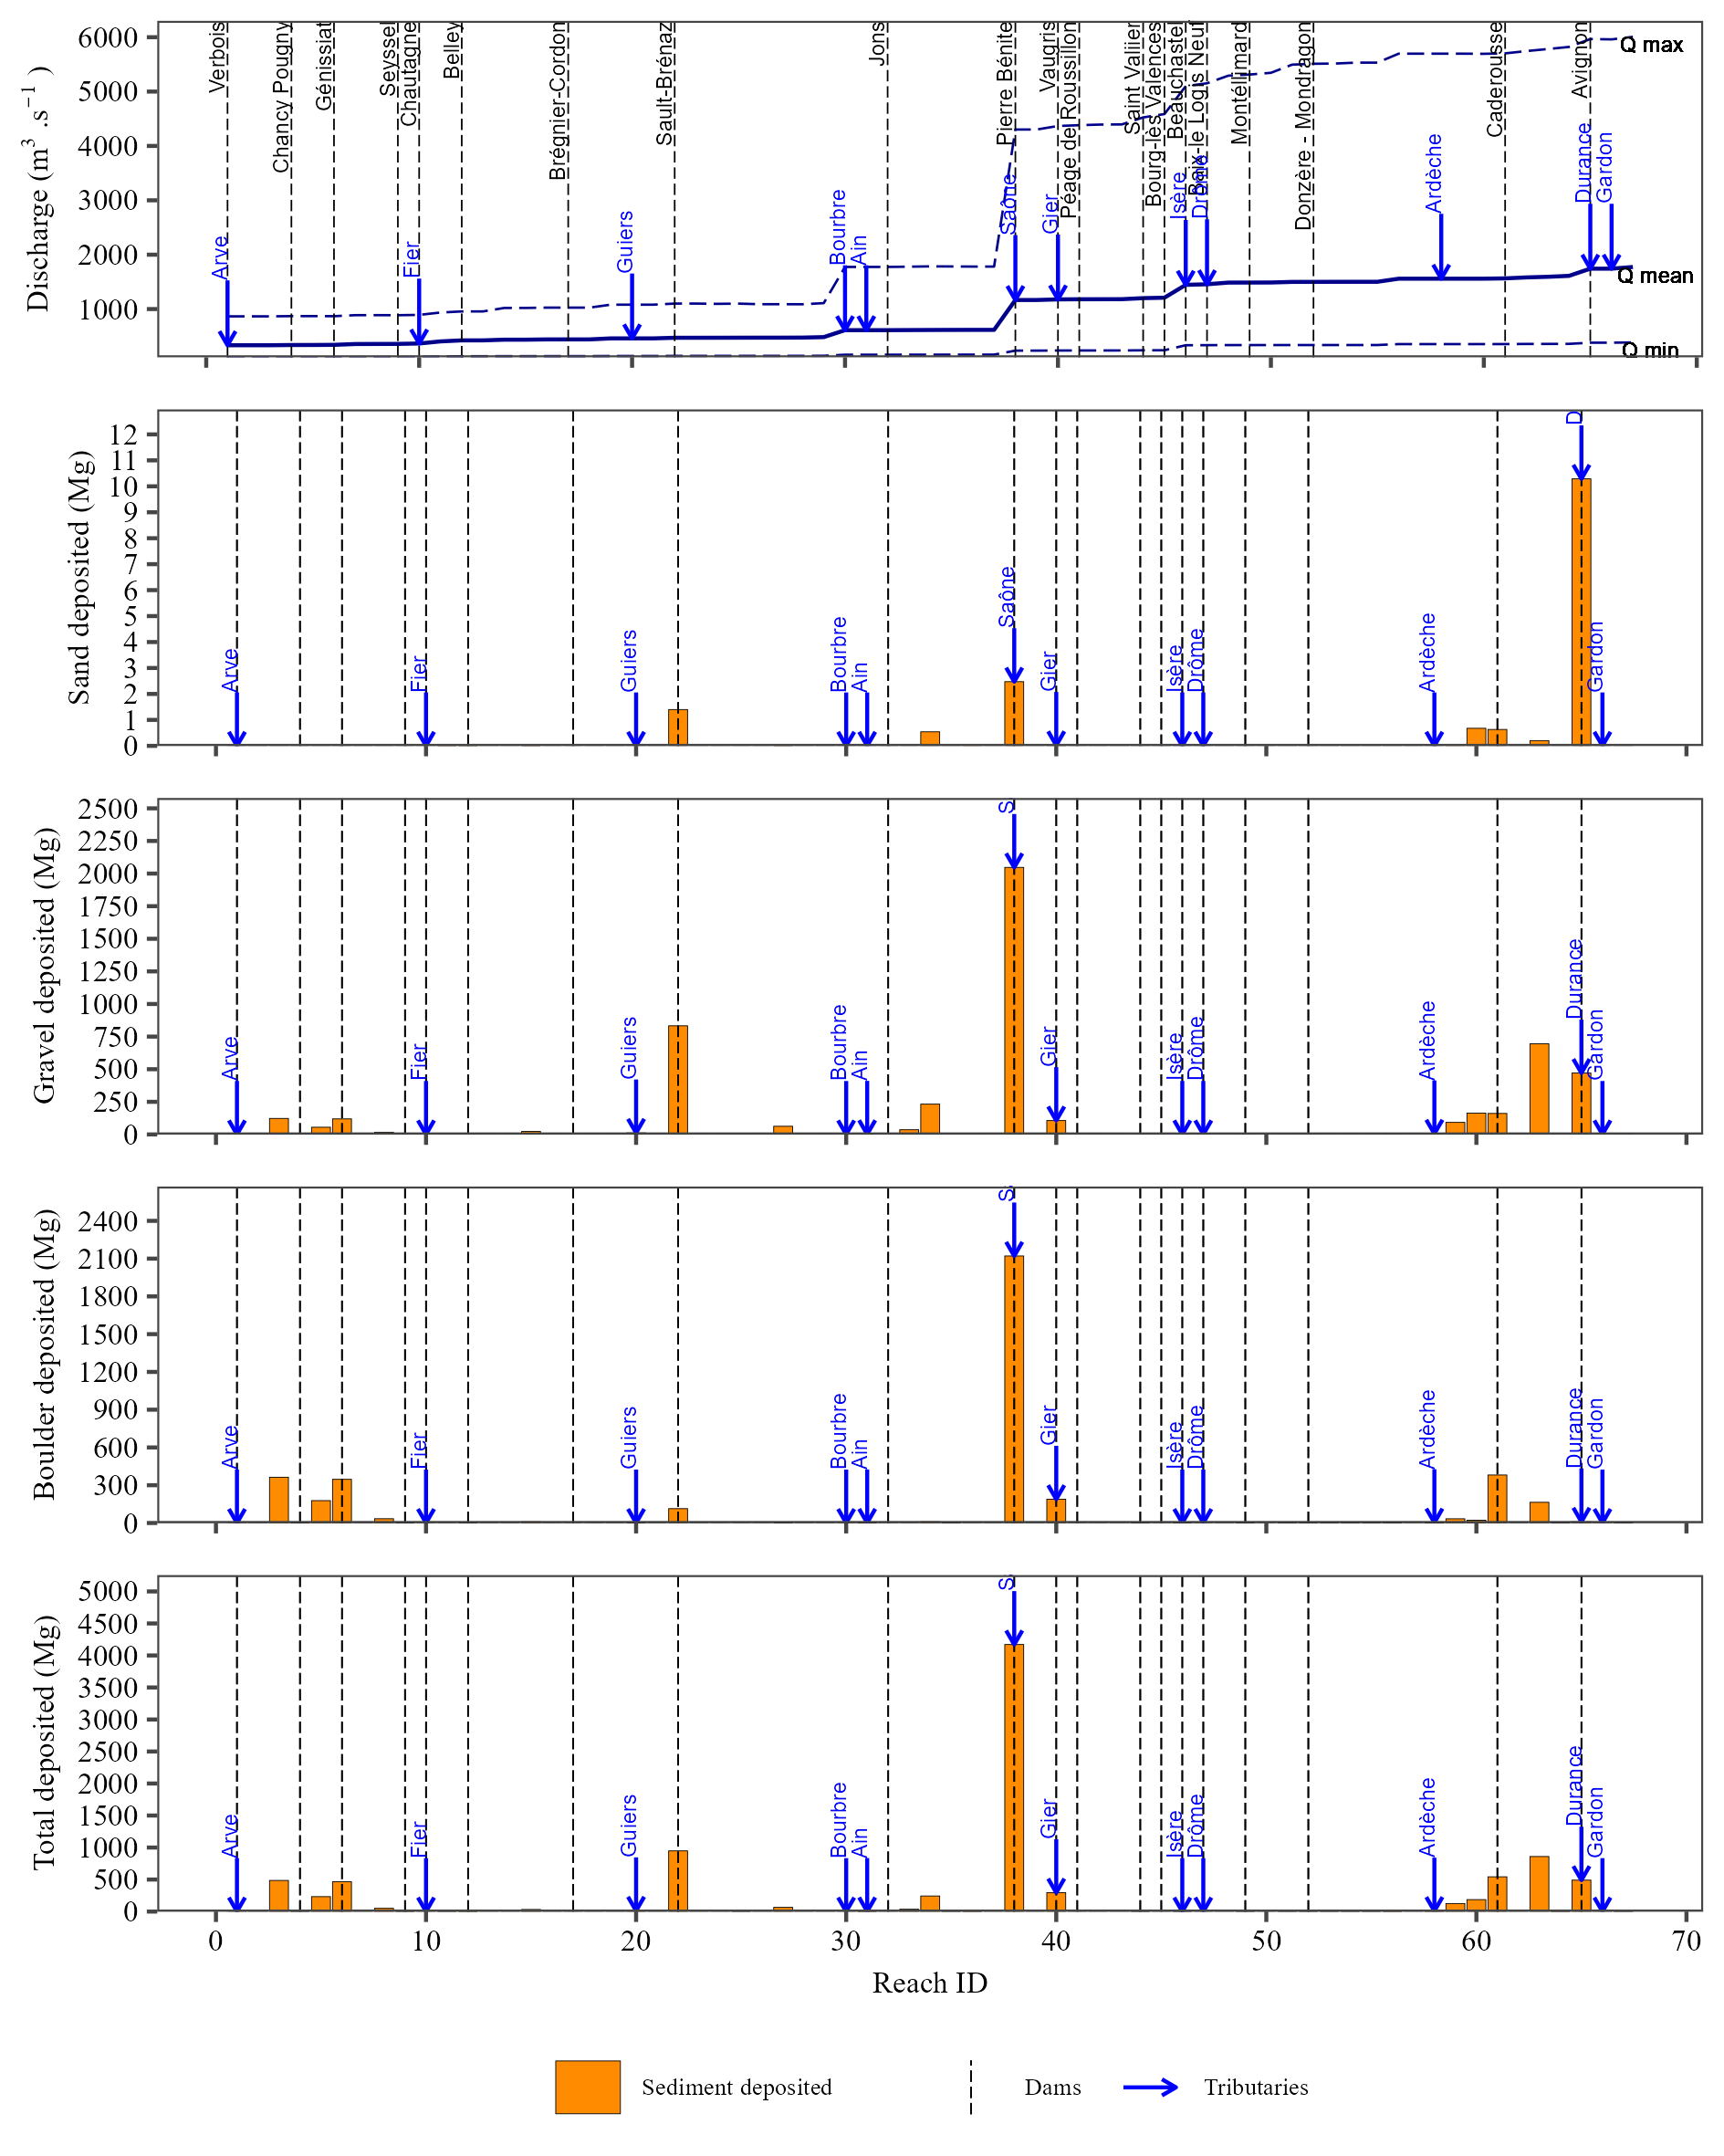 Discharge (m³ .s⁻¹ )
6000
5000
4000
3000
2000
1000
Verbois
Chancy Pougny
Génissiat
Seyssel
Chautagne
Belley
Brégnier-Cordon
Sault-Brénaz
Jons
Pierre Bénite
Vaugris
Péage de Roussillon
Saint Vallier
Bourg-lès Valences
Beauchastel
Baix-le Logis Neuf
Montélimard
Donzère - Mondragon
Caderousse
Avignon
Arve
Fier
Guiers
Bourbre
Ain
Saône
Gier
Isère
Drôme
Ardèche
Durance
Gardon
Q max
Q mean
Q min
Sand deposited (Mg)
12
11
10
9
8
7
6
5
4
3
2
1
0
Arve
Fier
Guiers
Bourbre
Ain
Saône
Gier
Isère
Drôme
Ardèche
D
Gardon
Gravel deposited (Mg)
2500
2250
2000
1750
1500
1250
1000
750
500
250
0
Arve
Fier
Guiers
Bourbre
Ain
S
Gier
Isère
Drôme
Ardèche
Durance
Gardon
Boulder deposited (Mg)
2400
2100
1800
1500
1200
900
600
300
0
Arve
Fier
Guiers
Bourbre
Ain
S
Gier
Isère
Drôme
Ardèche
Durance
Gardon
Total deposited (Mg)
5000
4500
4000
3500
3000
2500
2000
1500
1000
500
0
Arve
Fier
Guiers
Bourbre
Ain
S
Gier
Isère
Drôme
Ardèche
Durance
Gardon
0 10 20 30 40 50 60 70
Reach ID
Sediment deposited Dams Tributaries